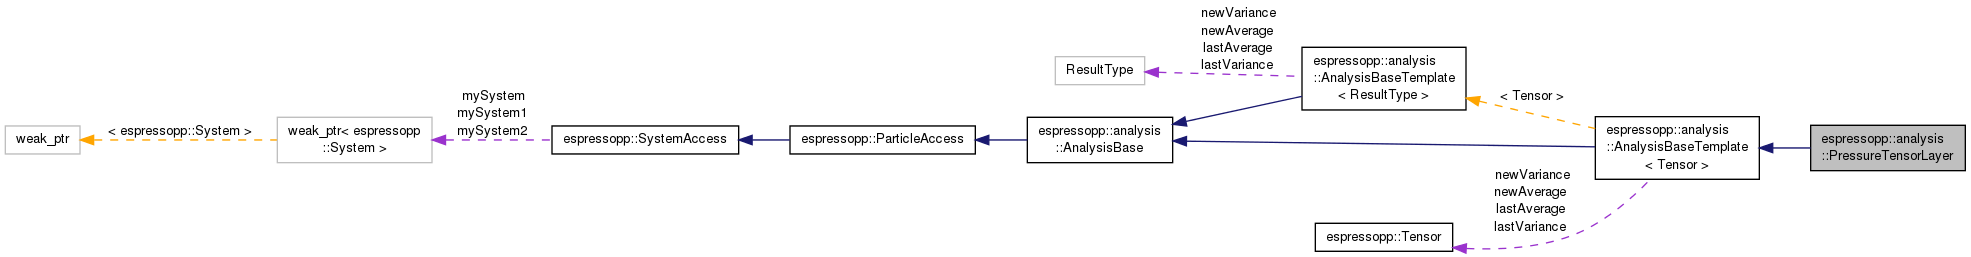 weak_ptr
< espressopp::System >
weak_ptr< espressopp
::System >
mySystem
mySystem1
mySystem2
espressopp::SystemAccess
espressopp::ParticleAccess
espressopp::analysis
::AnalysisBase
ResultType
newVariance
newAverage
lastAverage
lastVariance
espressopp::analysis
::AnalysisBaseTemplate
< ResultType >
< Tensor >
espressopp::Tensor
newVariance
newAverage
lastAverage
lastVariance
espressopp::analysis
::AnalysisBaseTemplate
< Tensor >
espressopp::analysis
::PressureTensorLayer